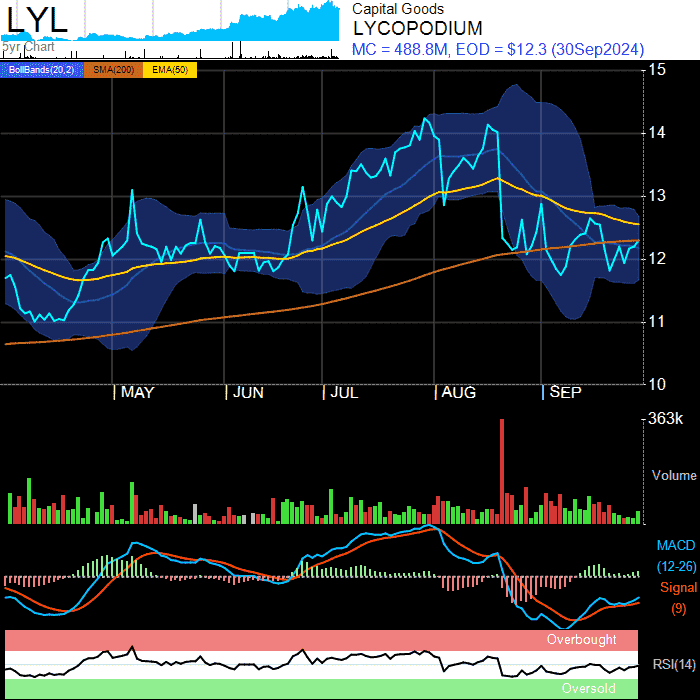 LYL
5yr Chart
Capital Goods
LYCOPODIUM
MC = 488.8M, EOD = $12.3 (30Sep2024)
BollBands(20,2) SMA(200) EMA(50)
15
14
13
12
11
10
MAY JUN JUL AUG SEP
363k
Volume
MACD
(12-26)
Signal
(9)
Overbought
RSI(14)
Oversold